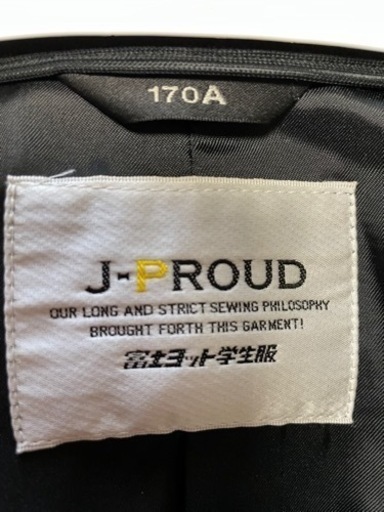 170A
J-PROUD
OUR LONG AND STRICT SEWING PHILOSOPHY
BROUGHT FORTH THIS GARMENT!
富士ヨット学生服